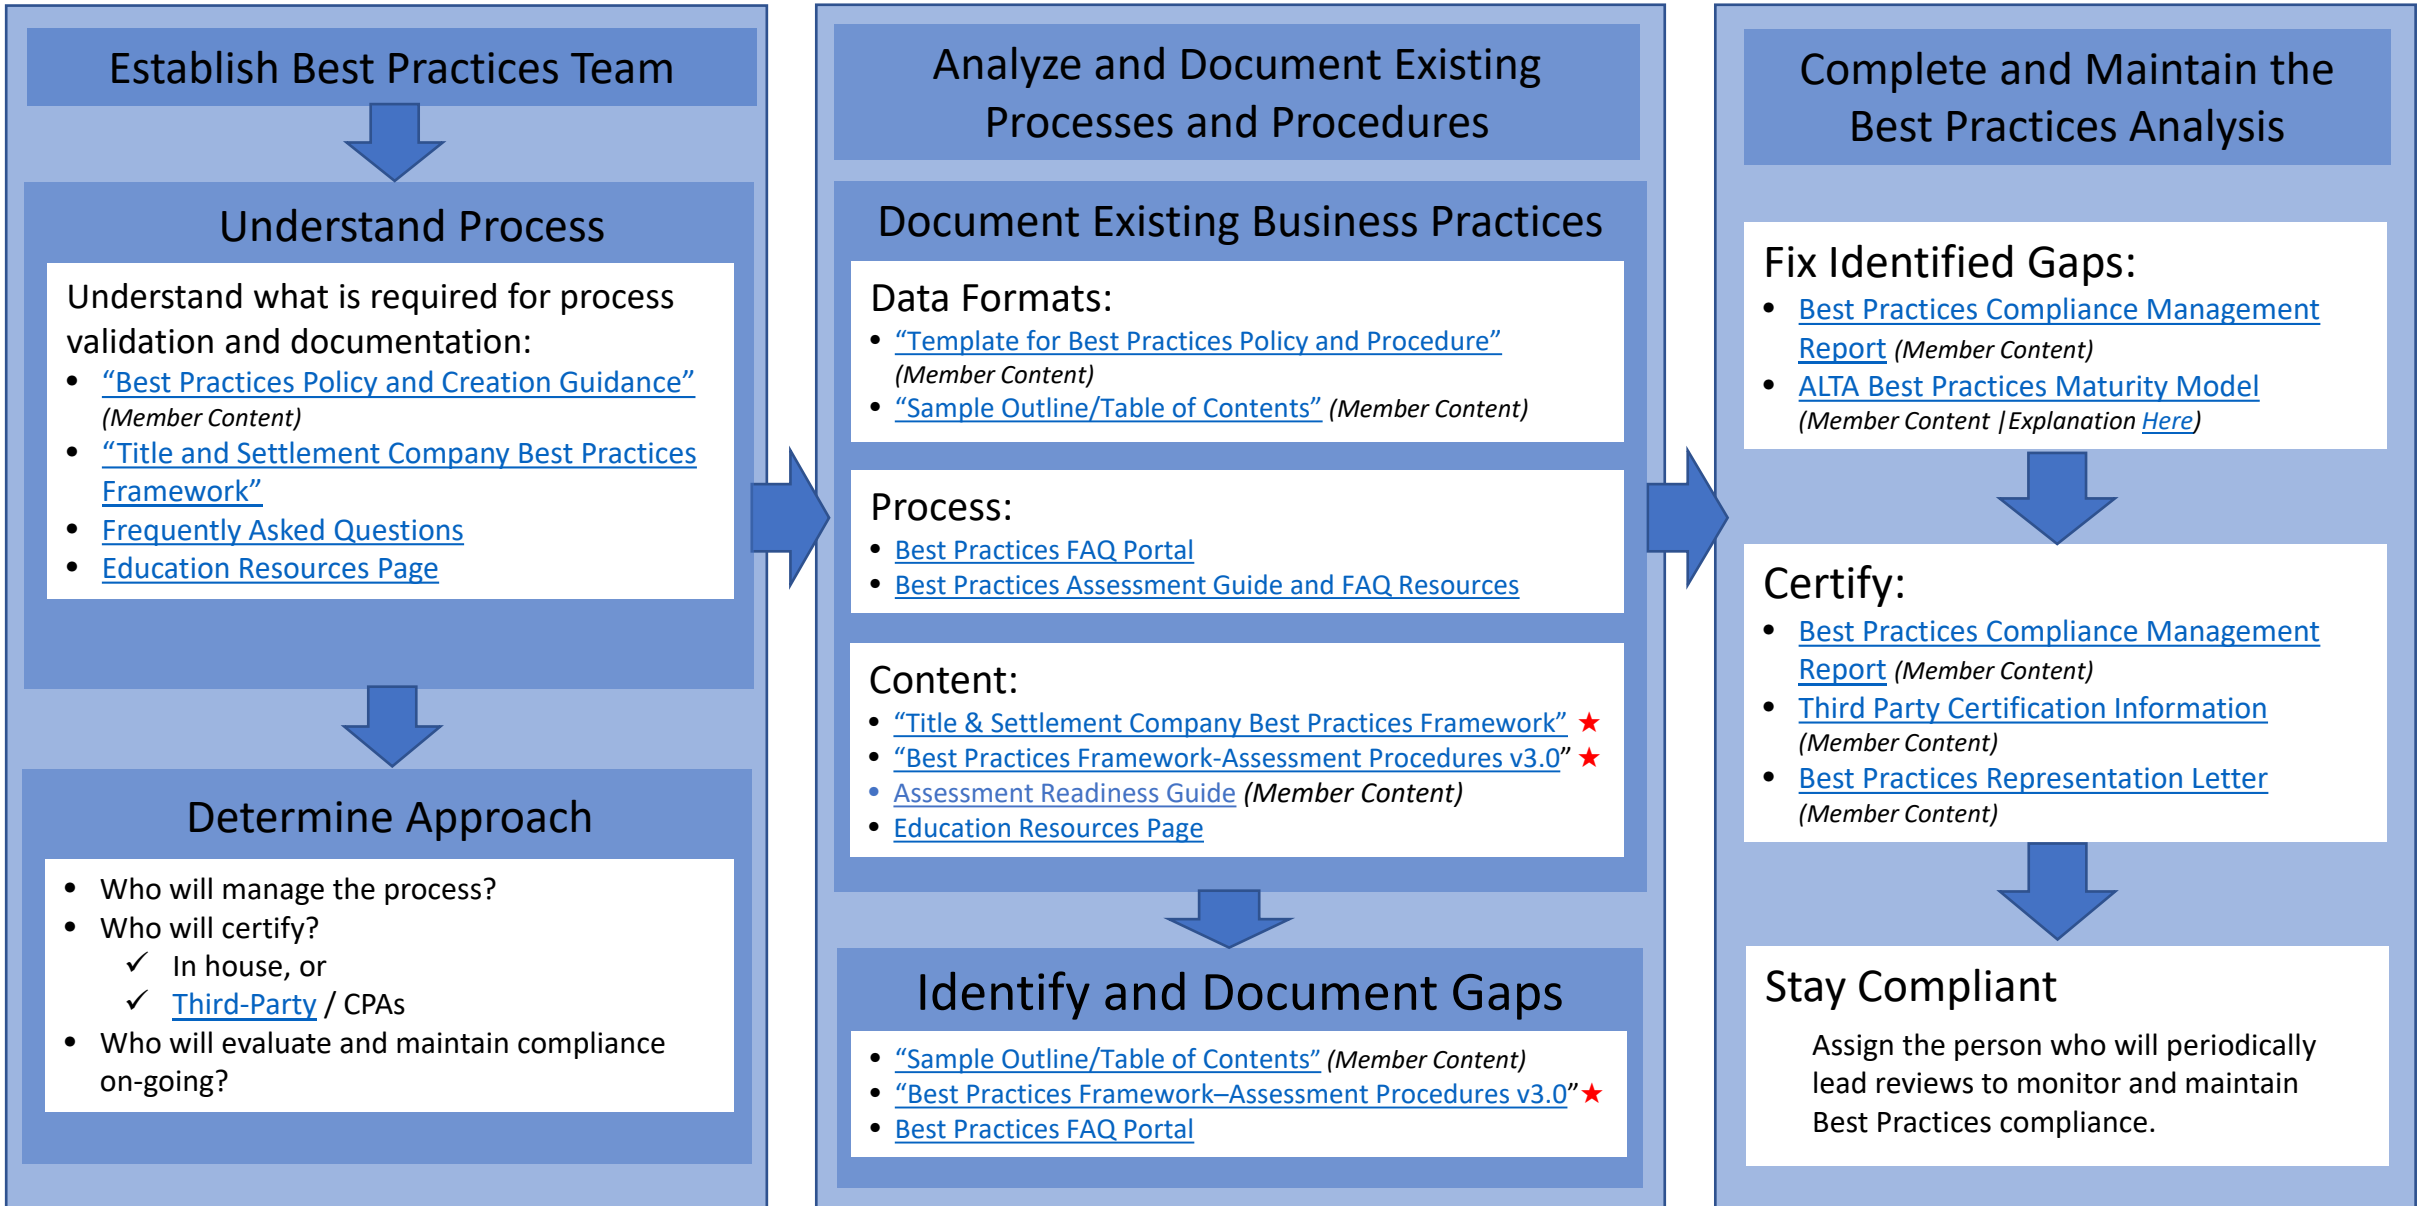 Establish Best Practices Team
Understand Process
Understand what is required for process
validation and documentation:
• “Best Practices Policy and Creation Guidance”
(Member Content)
• “Title and Settlement Company Best Practices
Framework”
• Frequently Asked Questions
• Education Resources Page
Determine Approach
• Who will manage the process?
• Who will certify?
✓ In house, or
✓ Third-Party / CPAs
• Who will evaluate and maintain compliance
on-going?
Analyze and Document Existing
Processes and Procedures
Document Existing Business Practices
Data Formats:
• “Template for Best Practices Policy and Procedure”
(Member Content)
• “Sample Outline/Table of Contents” (Member Content)
Process:
• Best Practices FAQ Portal
• Best Practices Assessment Guide and FAQ Resources
Content:
• “Title & Settlement Company Best Practices Framework” ★
• “Best Practices Framework-Assessment Procedures v3.0” ★
• Assessment Readiness Guide (Member Content)
• Education Resources Page
Identify and Document Gaps
• “Sample Outline/Table of Contents” (Member Content)
• “Best Practices Framework–Assessment Procedures v3.0” ★
• Best Practices FAQ Portal
Complete and Maintain the
Best Practices Analysis
Fix Identified Gaps:
• Best Practices Compliance Management
Report (Member Content)
• ALTA Best Practices Maturity Model
(Member Content |Explanation Here)
Certify:
• Best Practices Compliance Management
Report (Member Content)
• Third Party Certification Information
(Member Content)
• Best Practices Representation Letter
(Member Content)
Stay Compliant
Assign the person who will periodically
lead reviews to monitor and maintain
Best Practices compliance.